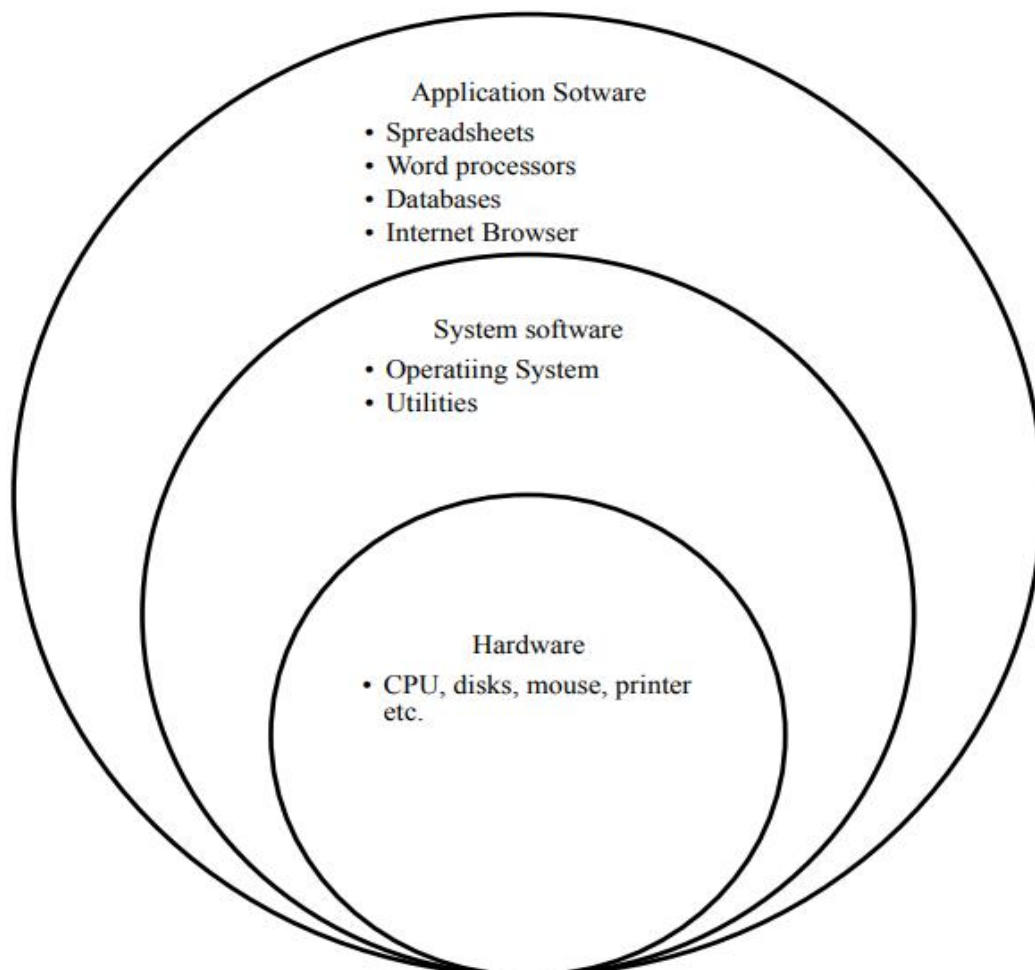 Application Sotware
• Spreadsheets
• Word processors
• Databases
• Internet Browser
System software
• Operatiing System
• Utilities
Hardware
• CPU, disks, mouse, printer
etc.